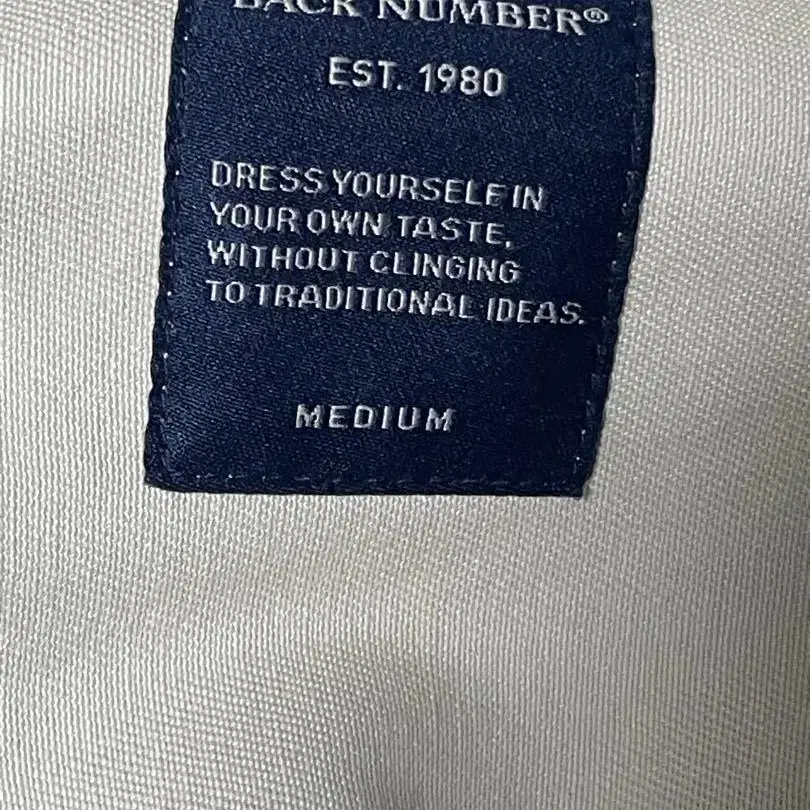 BACK NUMBER®
EST. 1980
DRESS YOURSELF IN
YOUR OWN TASTE,
WITHOUT CLINGING
TO TRADITIONAL IDEAS.
MEDIUM